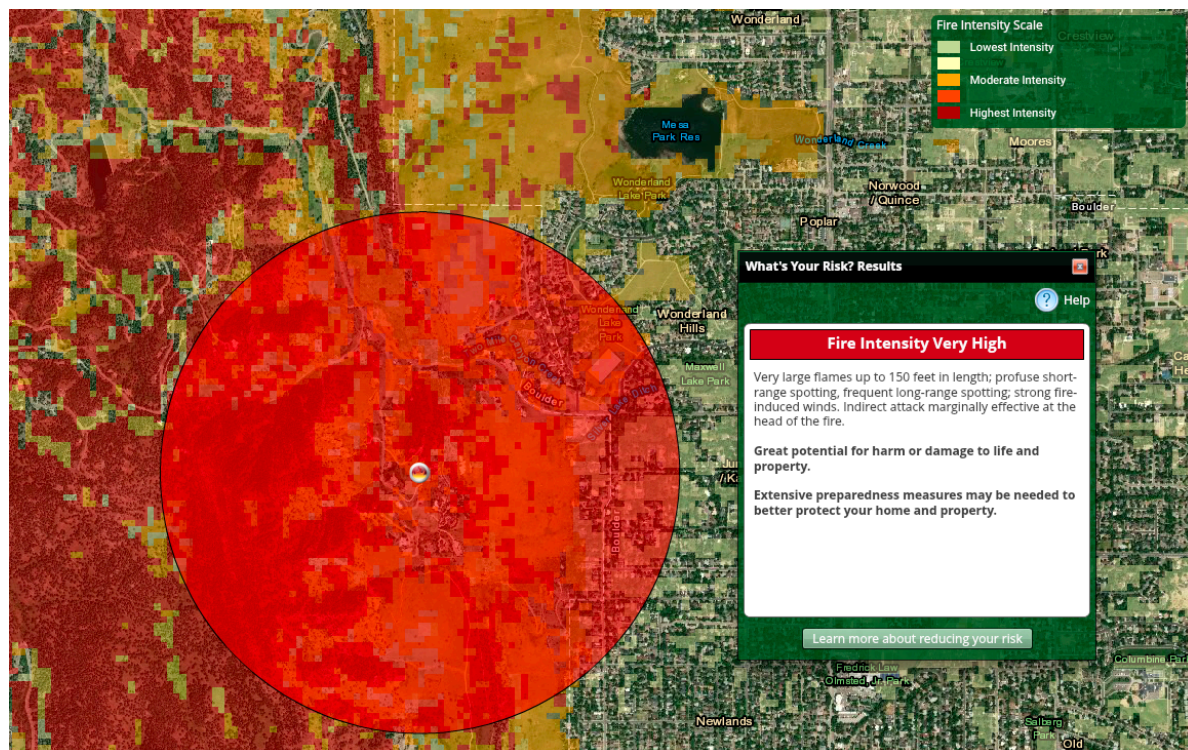 Wonderland
Fire Intensity Scale
Crestview
Lowest Intensity
Moderate Intensity
Highest Intensity
Mesa
Park Res
Wonderland Creek
Moores
Wonderland
Lake Park
Norwood
/ Quince
Boulder
Poplar
What's Your Risk? Results
? Help
Wonderland
Lake
Park
Wonderland
Hills
Fire Intensity Very High
Maxwell
Lake Park
Very large flames up to 150 feet in length; profuse short-
range spotting, frequent long-range spotting; strong fire-
induced winds. Indirect attack marginally effective at the
head of the fire.
Boulder
Great potential for harm or damage to life and
property.
Extensive preparedness measures may be needed to
better protect your home and property.
Boulder
Learn more about reducing your risk
Columbine Park
Fredrick Law
Olmsted, Jr. Park
Newlands
Salberg
Park
Old